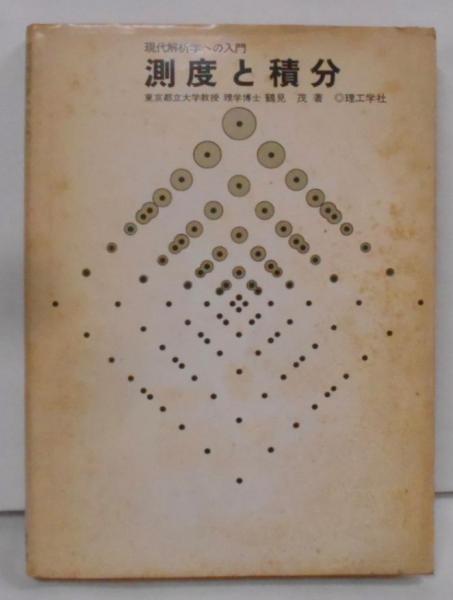 現代解析学への入門
測度と積分
東京都立大学教授 理学博士 鶴見 茂 著 ◎理工学社